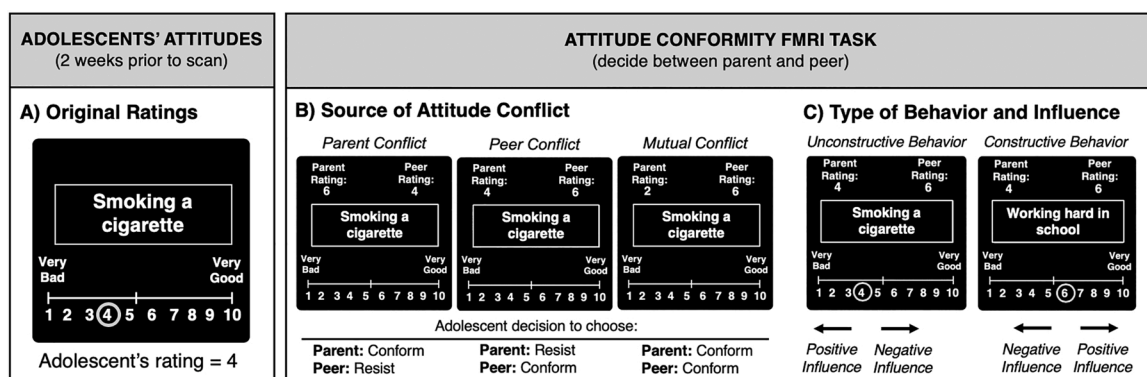 ADOLESCENTS' ATTITUDES
(2 weeks prior to scan)
A) Original Ratings
Smoking a
cigarette
Very
Bad
Very
Good
1 2 3 4 5 6 7 8 9 10
Adolescent's rating = 4
ATTITUDE CONFORMITY FMRI TASK
(decide between parent and peer)
B) Source of Attitude Conflict
Parent Conflict
Parent
Rating:
6
Peer
Rating:
4
Smoking a
cigarette
Very
Bad
Very
Good
1 2 3 4 5 6 7 8 9 10
Peer Conflict
Parent
Rating:
4
Peer
Rating:
6
Smoking a
cigarette
Very
Bad
Very
Good
1 2 3 4 5 6 7 8 9 10
Mutual Conflict
Parent
Rating:
2
Peer
Rating:
6
Smoking a
cigarette
Very
Bad
Very
Good
1 2 3 4 5 6 7 8 9 10
Adolescent decision to choose:
Parent: Conform
Peer: Resist
Parent: Resist
Peer: Conform
Parent: Conform
Peer: Conform
C) Type of Behavior and Influence
Unconstructive Behavior
Parent
Rating:
4
Peer
Rating:
6
Smoking a
cigarette
Very
Bad
Very
Good
1 2 3 4 5 6 7 8 9 10
Positive
Influence
Negative
Influence
Constructive Behavior
Parent
Rating:
4
Peer
Rating:
6
Working hard in
school
Very
Bad
Very
Good
1 2 3 4 5 6 7 8 9 10
Negative
Influence
Positive
Influence